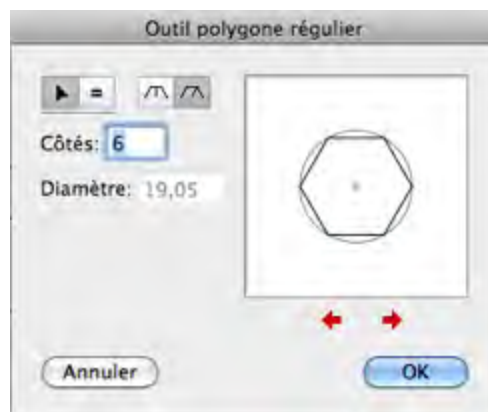 Outil polygone régulier
=
Côtés: 6
Diamètre: 19,05
Annuler
OK